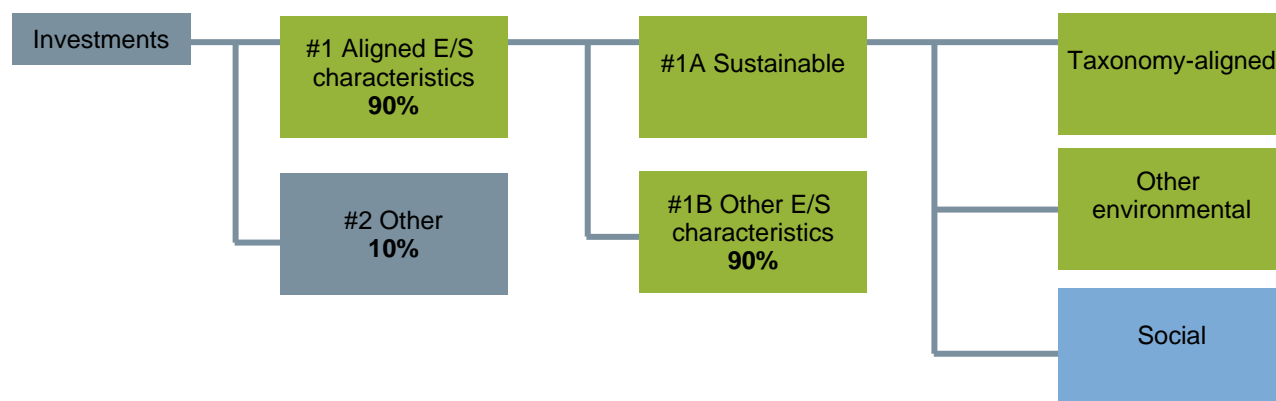 Investments
#1 Aligned E/S
characteristics
90%
#2 Other
10%
#1A Sustainable
#1B Other E/S
characteristics
90%
Taxonomy-aligned
Other
environmental
Social